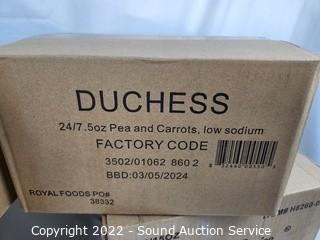 DUCHESS
24/7.5oz Pea and Carrots, low sodium
FACTORY CODE
3502/01062 860 2
BBD:03/05/2024
ROYAL FOODS PO#
38332
Copyright 2022 - Sound Auction Service